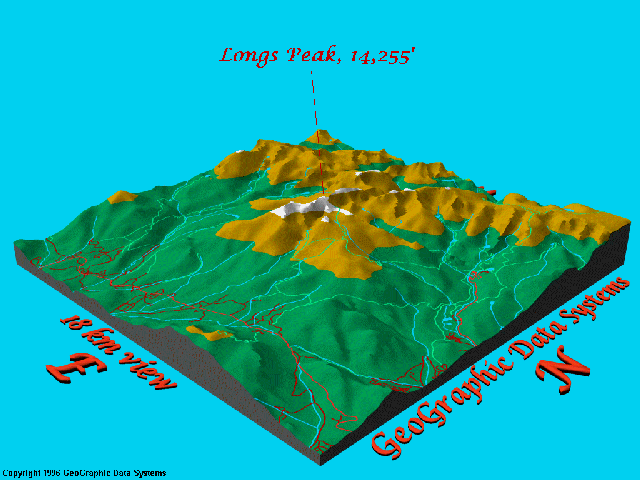 Longs Peak, 14,255'
18 km view
E
GeoGraphic Data Systems
N
Copyright 1996 GeoGraphic Data Systems